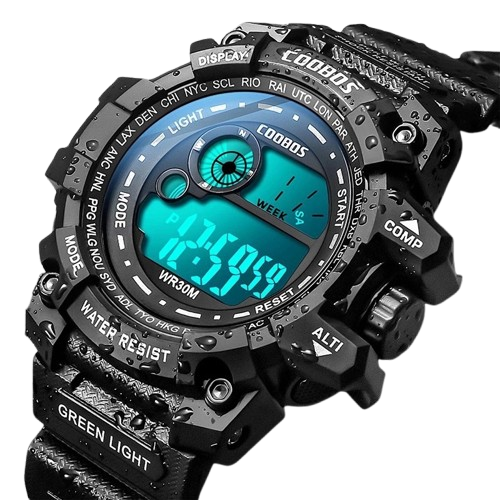 DISPLAY
COOBOS
PPG HNL ANC LAX DEN CHI NYC SCL RIO RAI UTC LON PAR ATH JED THR DXB
WLG NOU SYD ADL TYO HKG
LIGHT
COOBOS
MODE
START
11
SA
WEEK
P 12:59 59
WR30M
RESET
MODE
COMP
ALTI
WATER RESIST
GREEN LIGHT